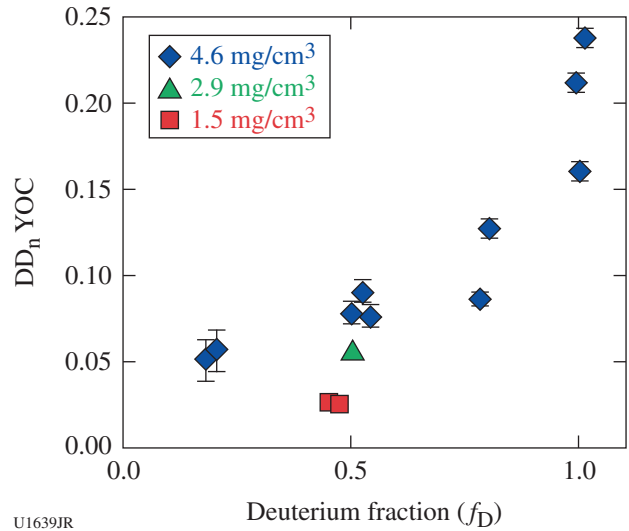 0.25
0.20
0.15
0.10
0.05
0.00
DDn YOC
4.6 mg/cm3
2.9 mg/cm3
1.5 mg/cm3
0.0 0.5 1.0
Deuterium fraction (fD)
U1639JR